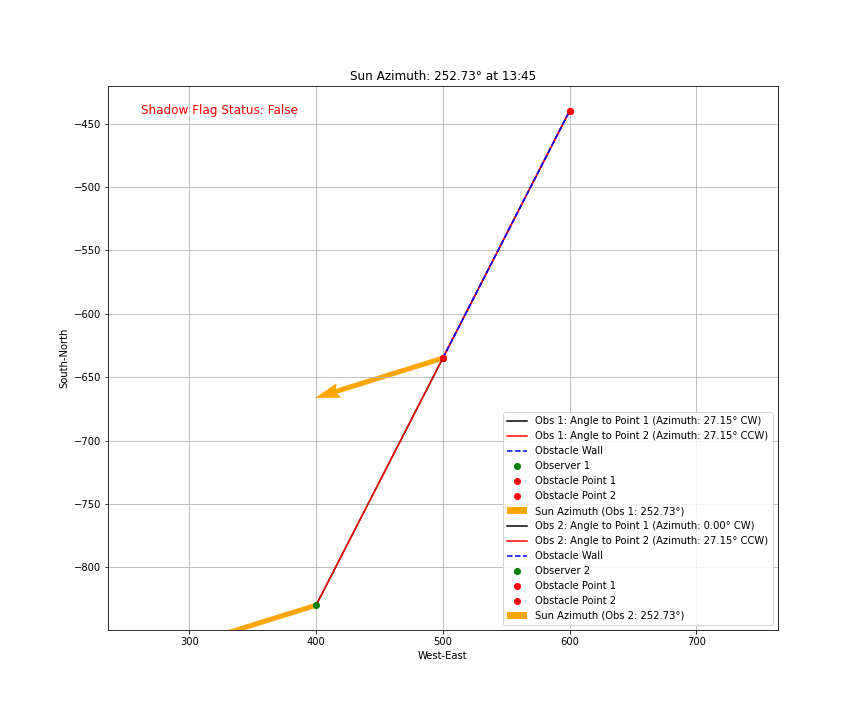 Sun Azimuth: 252.73° at 13:45
Shadow Flag Status: False
−450
−500
−550
−600
−650
−700
−750
−800
South-North
300
400
500
600
700
West-East
Obs 1: Angle to Point 1 (Azimuth: 27.15° CW)
Obs 1: Angle to Point 2 (Azimuth: 27.15° CCW)
Obstacle Wall
Observer 1
Obstacle Point 1
Obstacle Point 2
Sun Azimuth (Obs 1: 252.73°)
Obs 2: Angle to Point 1 (Azimuth: 0.00° CW)
Obs 2: Angle to Point 2 (Azimuth: 27.15° CCW)
Obstacle Wall
Observer 2
Obstacle Point 1
Obstacle Point 2
Sun Azimuth (Obs 2: 252.73°)